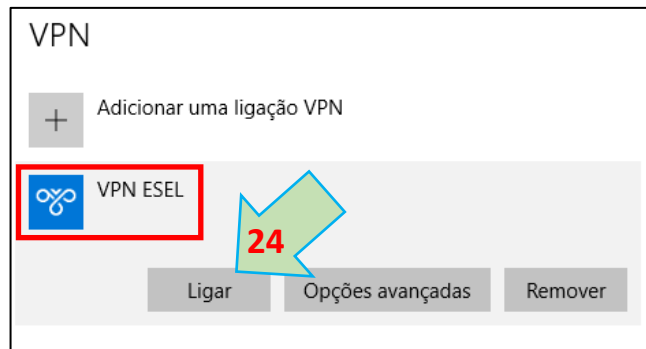 VPN
Adicionar uma ligação VPN
VPN ESEL
24
Ligar
Opções avançadas
Remover